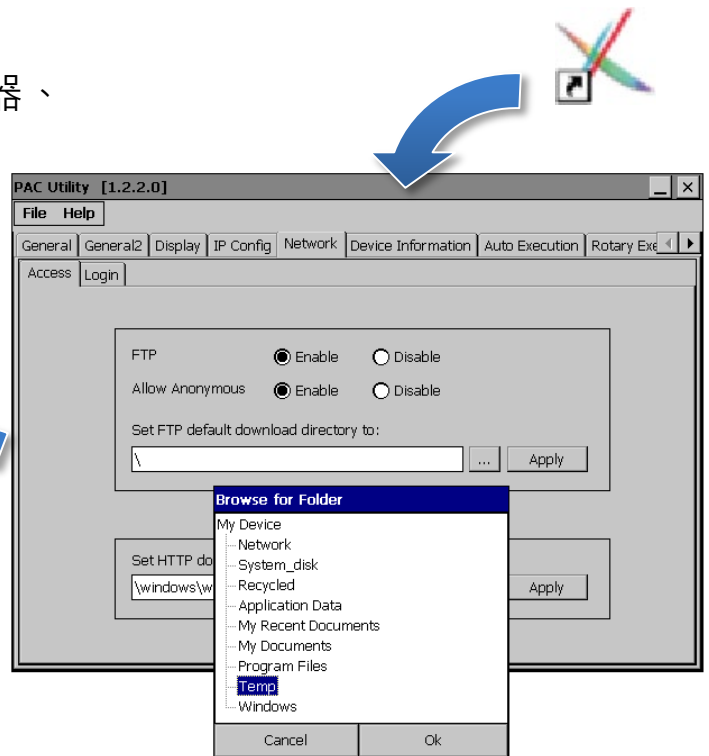 器、
PAC Utility [1.2.2.0]
File Help
General General2 Display IP Config Network Device Information Auto Execution Rotary Exe
Access Login
FTP Enable Disable
Allow Anonymous Enable Disable
Set FTP default download directory to:
\ ... Apply
Browse for Folder
My Device
Network
System_disk
Recycled
Application Data
My Recent Documents
My Documents
Program Files
Temp
Windows
Cancel Ok
Set HTTP do
\windows\w Apply